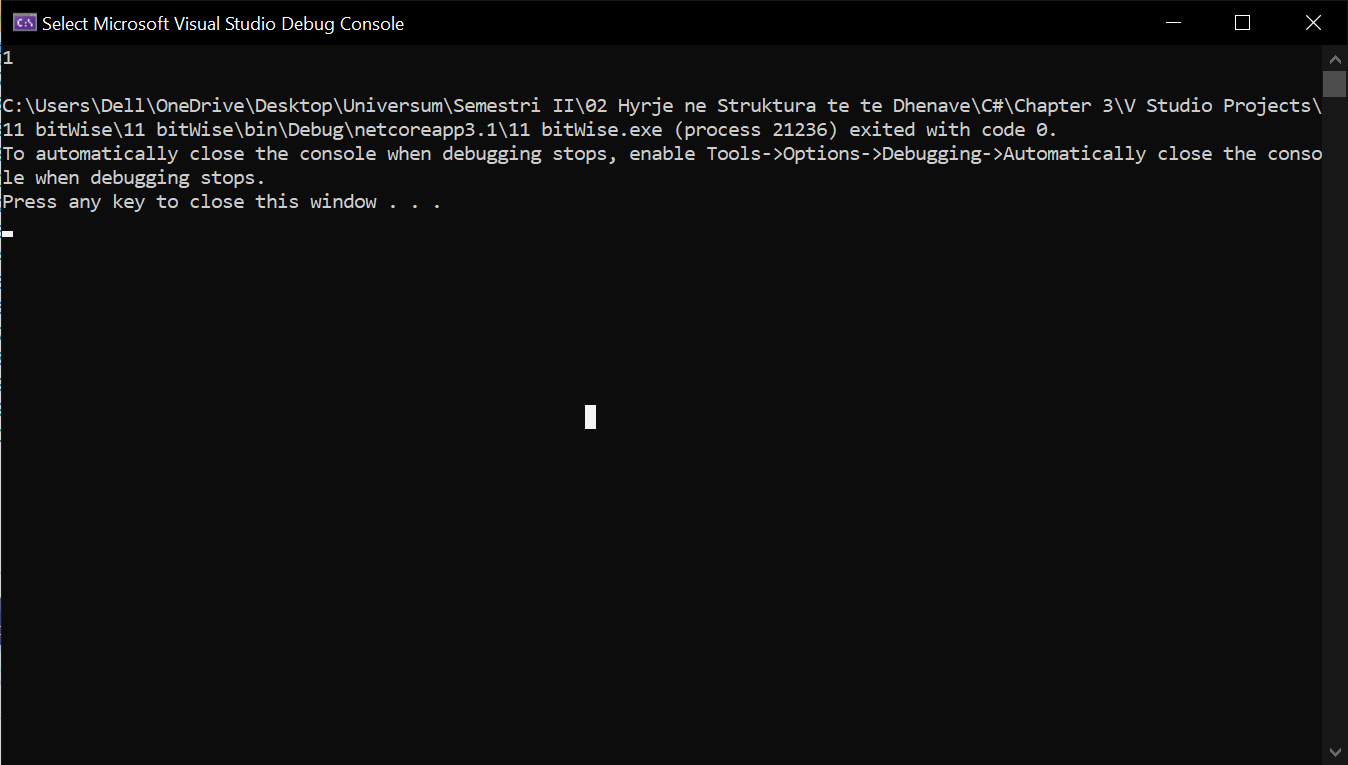 Select Microsoft Visual Studio Debug Console
1
C:\Users\Dell\OneDrive\Desktop\Universum\Semestri II\02 Hyrje ne Struktura te te Dhenave\C#\Chapter 3\V Studio Projects\
11 bitWise\11 bitWise\bin\Debug\netcoreapp3.1\11 bitWise.exe (process 21236) exited with code 0.
To automatically close the console when debugging stops, enable Tools->Options->Debugging->Automatically close the conso
le when debugging stops.
Press any key to close this window . . .